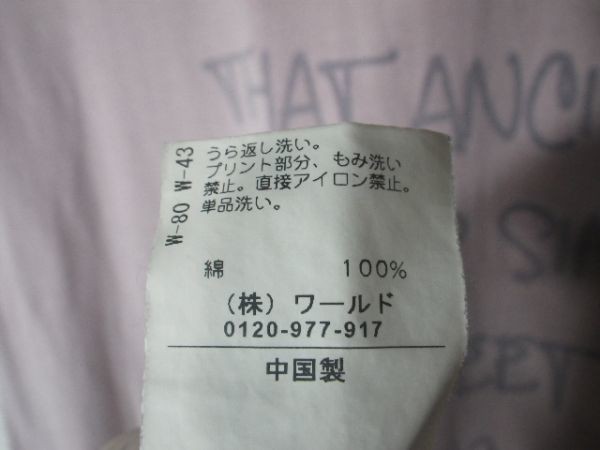 THAT
W-80 W-43
うら返し洗い。
プリント部分、もみ洗い
禁止。直接アイロン禁止。
単品洗い。
綿 100%
(株) ワールド
0120-977-917
中国製